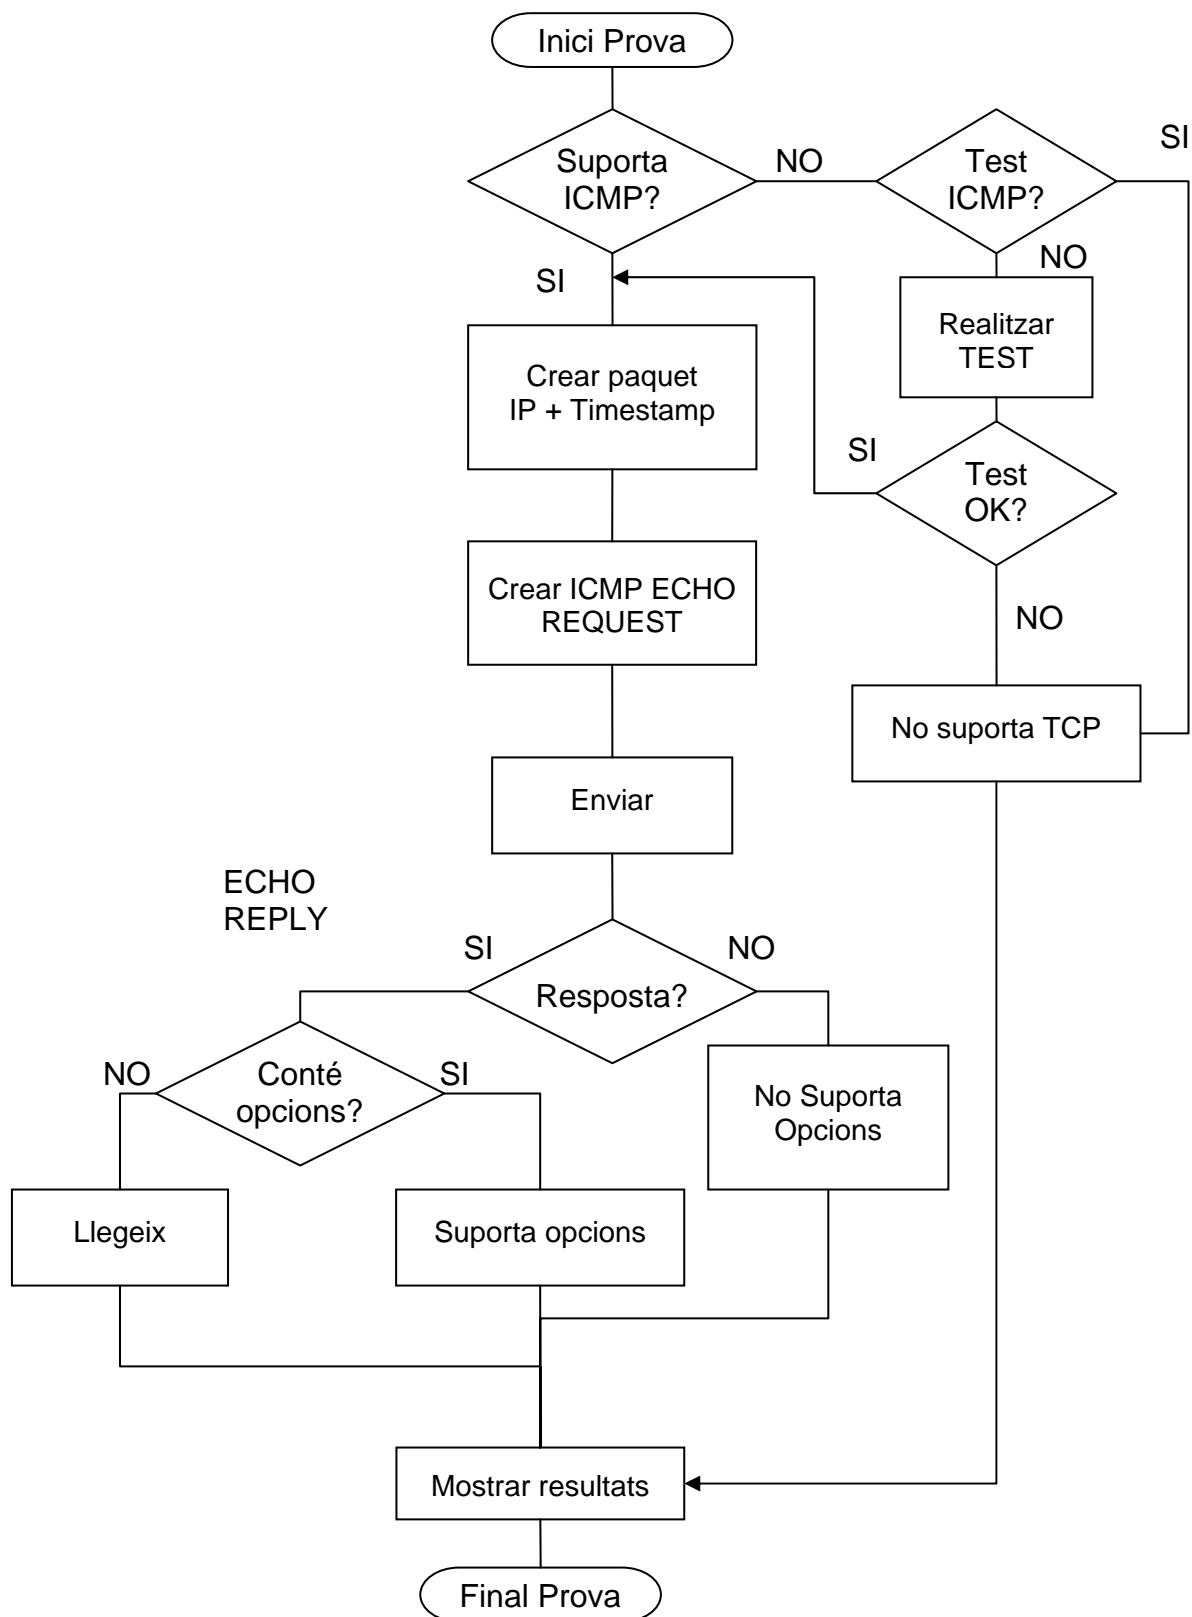 Inici Prova
Suporta
ICMP?
NO
Test
ICMP?
SI
SI
NO
Crear paquet
IP + Timestamp
Realitzar
TEST
SI
Test
OK?
Crear ICMP ECHO
REQUEST
NO
No suporta TCP
Enviar
ECHO
REPLY
SI
NO
Resposta?
NO
Conté
opcions?
SI
No Suporta
Opcions
Llegeix
Suporta opcions
Mostrar resultats
Final Prova